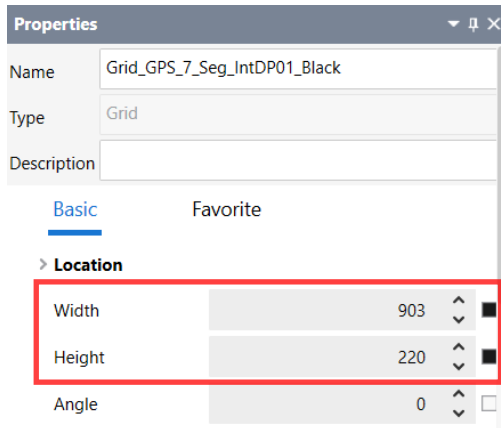 Properties
Name Grid_GPS_7_Seg_IntDP01_Black
Type Grid
Description
Basic Favorite
Location
Width 903
Height 220
Angle 0